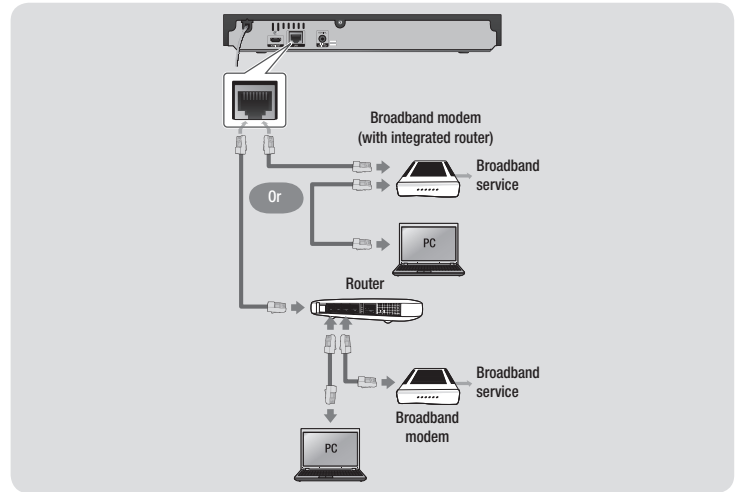 Broadband modem
(with integrated router)
Broadband
service
Or
PC
Router
Broadband
service
Broadband
modem
PC